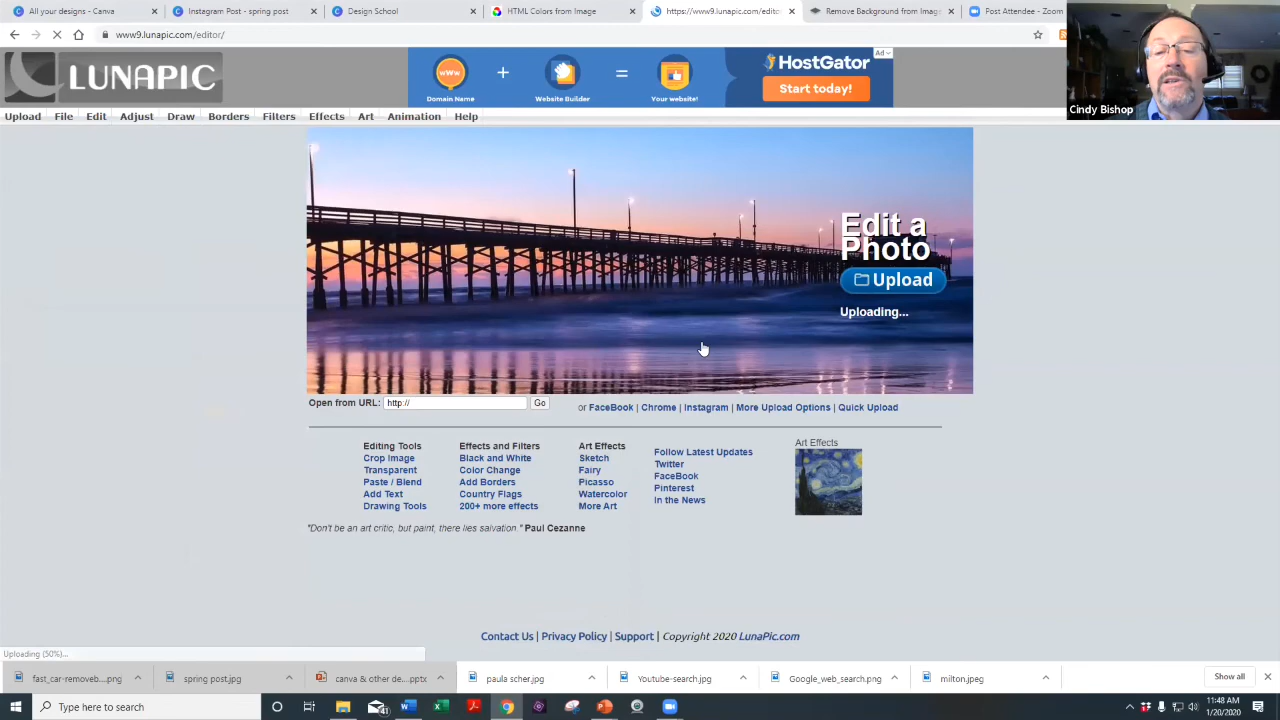 All your designs - Canva
Instagram Post - spring post
Design School
HTML Colors from Image
https://www9.lunapic.com/editor
Remove Background from Image
Post Attendee - Zoom
www9.lunapic.com/editor/
LUNAPIC
WWW
Domain Name
+
Website Builder
=
Your website!
HostGator
Start today!
Ad
Cindy Bishop
Upload File Edit Adjust Draw Borders Filters Effects Art Animation Help
Edit a
Photo
Upload
Uploading...
Open from URL: http:// Go or FaceBook | Chrome | Instagram | More Upload Options | Quick Upload
Editing Tools
Crop Image
Transparent
Paste / Blend
Add Text
Drawing Tools
Effects and Filters
Black and White
Color Change
Add Borders
Country Flags
200+ more effects
Art Effects
Sketch
Fairy
Picasso
Watercolor
More Art
Follow Latest Updates
Twitter
FaceBook
Pinterest
In the News
Art Effects
"Don't be an art critic, but paint, there lies salvation." Paul Cezanne
Contact Us | Privacy Policy | Support | Copyright 2020 LunaPic.com
Uploading (50%)...
fast_car-removeb....png
spring post.jpg
canva & other de....pptx
paula scher.jpg
Youtube-search.jpg
Google_web_search.png
milton.jpeg
Show all
Type here to search
11:48 AM
1/20/2020